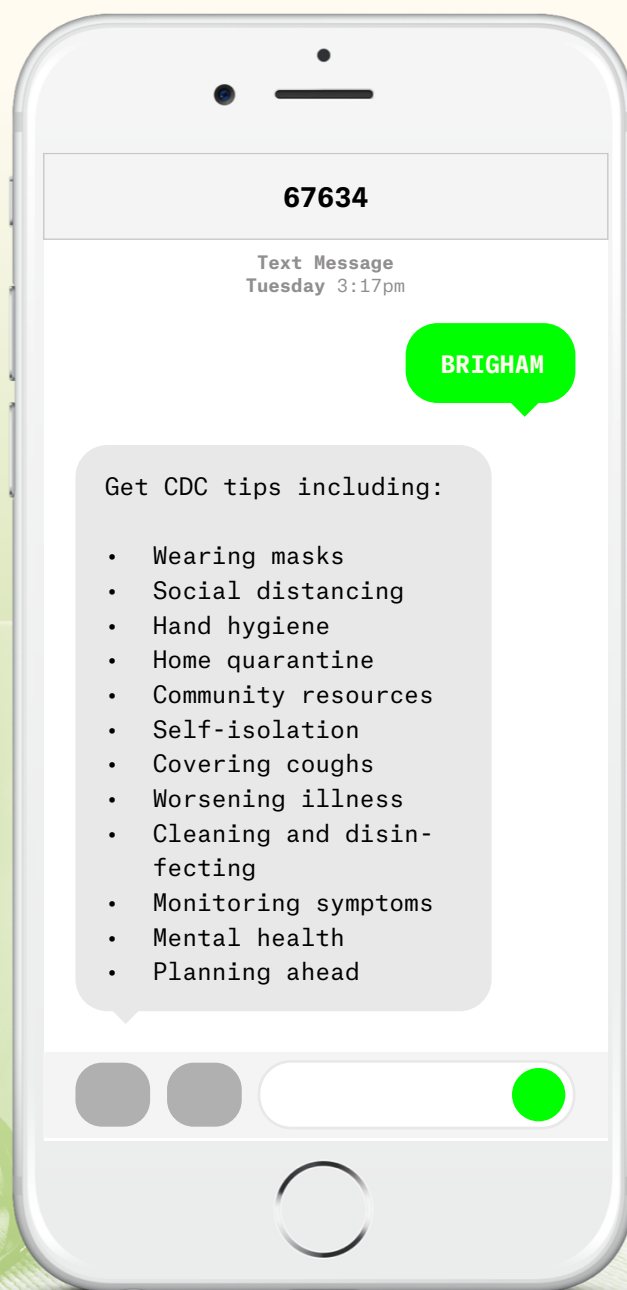 67634
Text Message
Tuesday 3:17pm
BRIGHAM
Get CDC tips including:
• Wearing masks
• Social distancing
• Hand hygiene
• Home quarantine
• Community resources
• Self-isolation
• Covering coughs
• Worsening illness
• Cleaning and disin-
fecting
• Monitoring symptoms
• Mental health
• Planning ahead